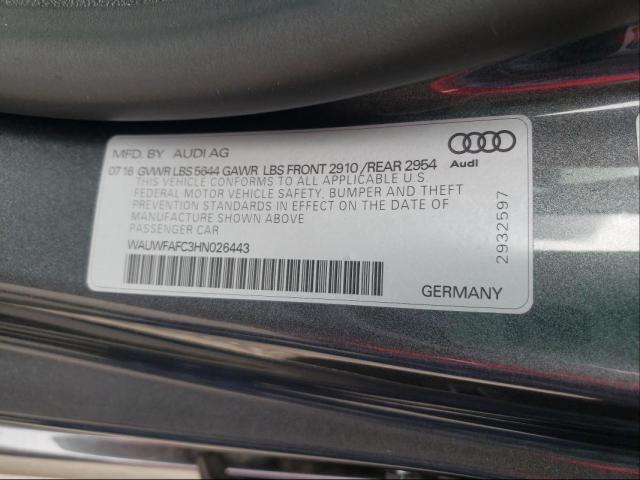 MFD. BY AUDI AG
07 16 GVWR LBS 5644 GAWR LBS FRONT 2910 /REAR 2954
THIS VEHICLE CONFORMS TO ALL APPLICABLE U.S.
FEDERAL MOTOR VEHICLE SAFETY, BUMPER AND THEFT
PREVENTION STANDARDS IN EFFECT ON THE DATE OF
MANUFACTURE SHOWN ABOVE
PASSENGER CAR
WAUWFAFC3HN026443
Audi
2932597
GERMANY